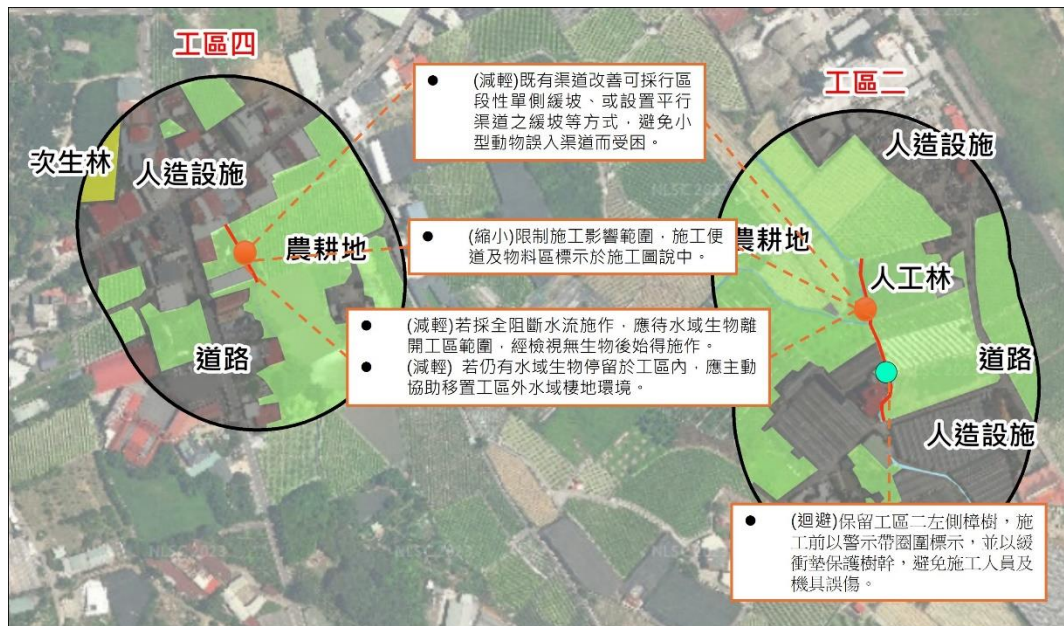 工區四
次生林
人造設施
農耕地
道路
● (減輕)既有渠道改善可採行區
段性單側緩坡、或設置平行
渠道之緩坡等方式，避免小
型動物誤入渠道而受困。
● (縮小)限制施工影響範圍，施工便
道及物料區標示於施工圖說中。
● (減輕)若採全阻斷水流施作，應待水域生物離
開工區範圍，經檢視無生物後始得施作。
● (減輕) 若仍有水域生物停留於工區內，應主動
協助移置工區外水域棲地環境。
工區二
人造設施
農耕地
人工林
道路
人造設施
● (迴避)保留工區二左側樟樹，施
工前以警示帶圈圍標示，並以緩
衝墊保護樹幹，避免施工人員及
機具誤傷。
NLSC 2023